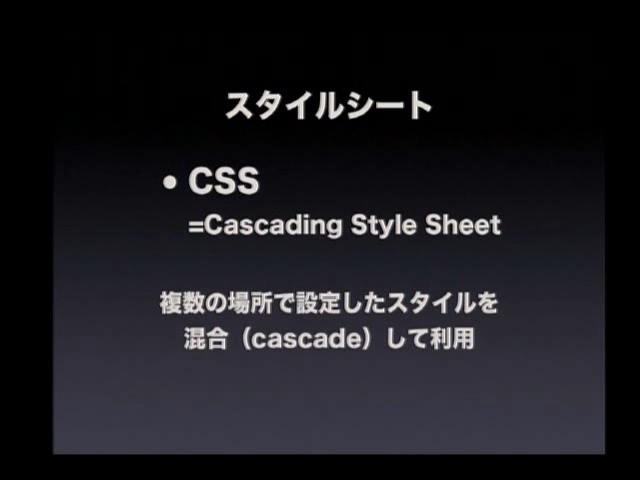 スタイルシート
• CSS
=Cascading Style Sheet
複数の場所で設定したスタイルを
混合（cascade）して利用